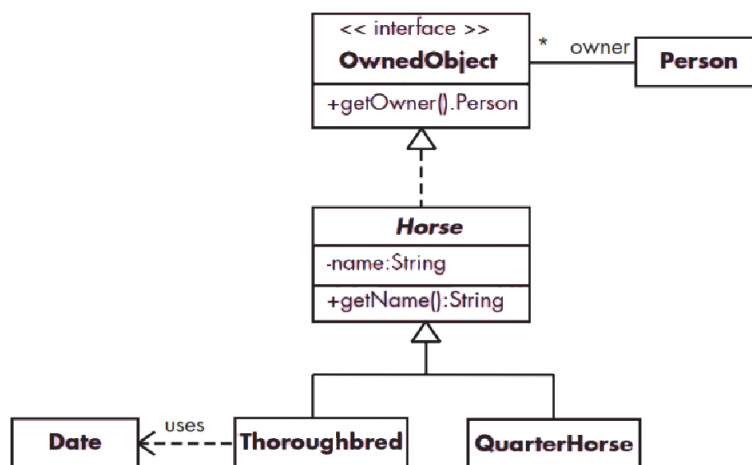 << interface >>
OwnedObject
* owner
Person
+getOwner().Person
Horse
-name:String
+getName():String
uses
Date
Thoroughbred
QuarterHorse